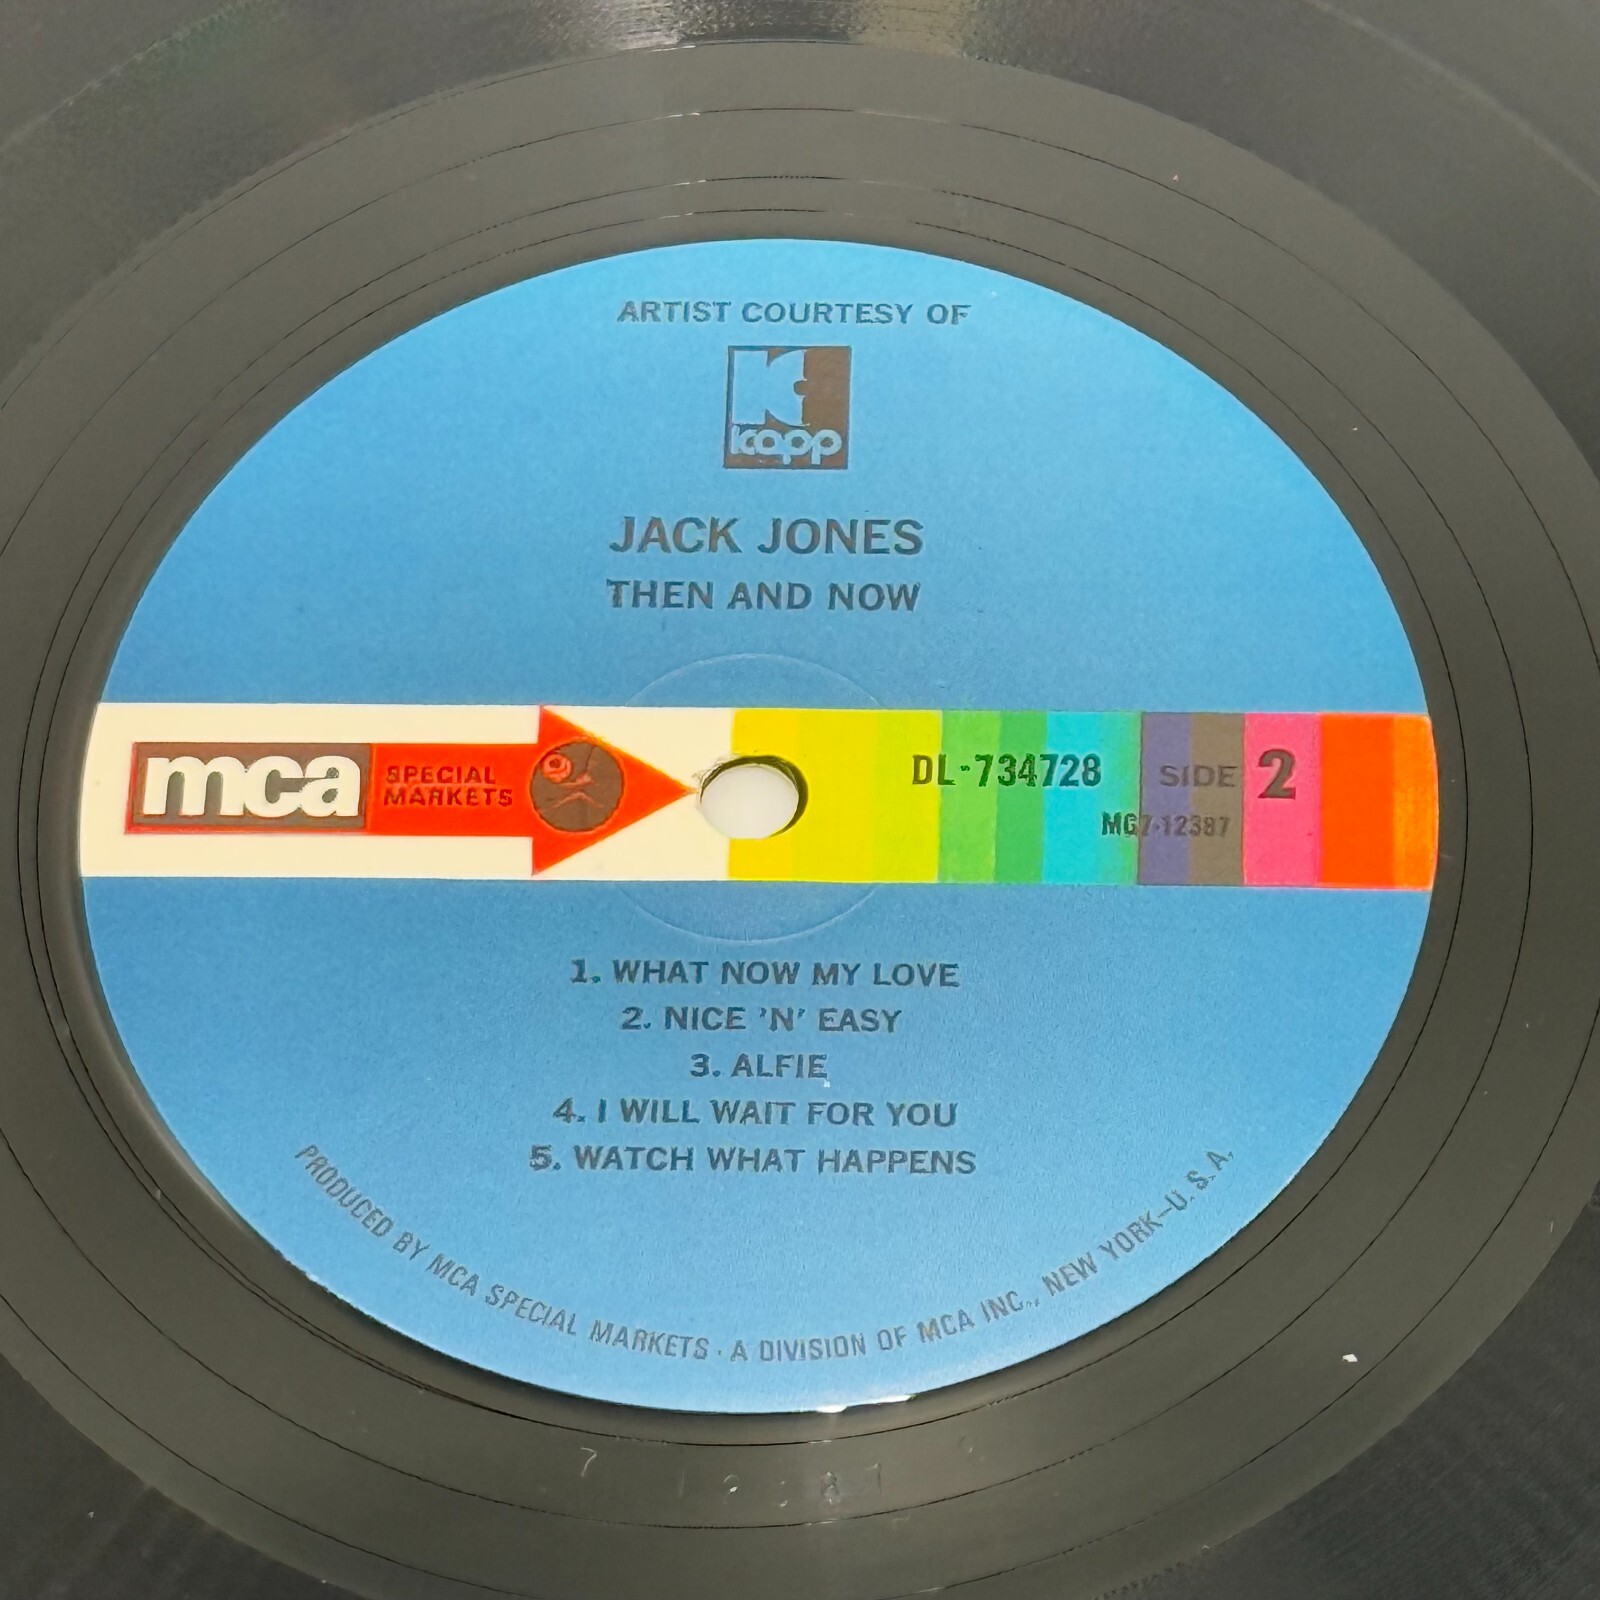 ARTIST COURTESY OF
K
kapp
JACK JONES
THEN AND NOW
mca
SPECIAL
MARKETS
DL-734728
SIDE 2
MG7-12387
1. WHAT NOW MY LOVE
2. NICE 'N' EASY
3. ALFIE
4. I WILL WAIT FOR YOU
5. WATCH WHAT HAPPENS
PRODUCED BY MCA SPECIAL MARKETS · A DIVISION OF MCA INC., NEW YORK—U.S.A.